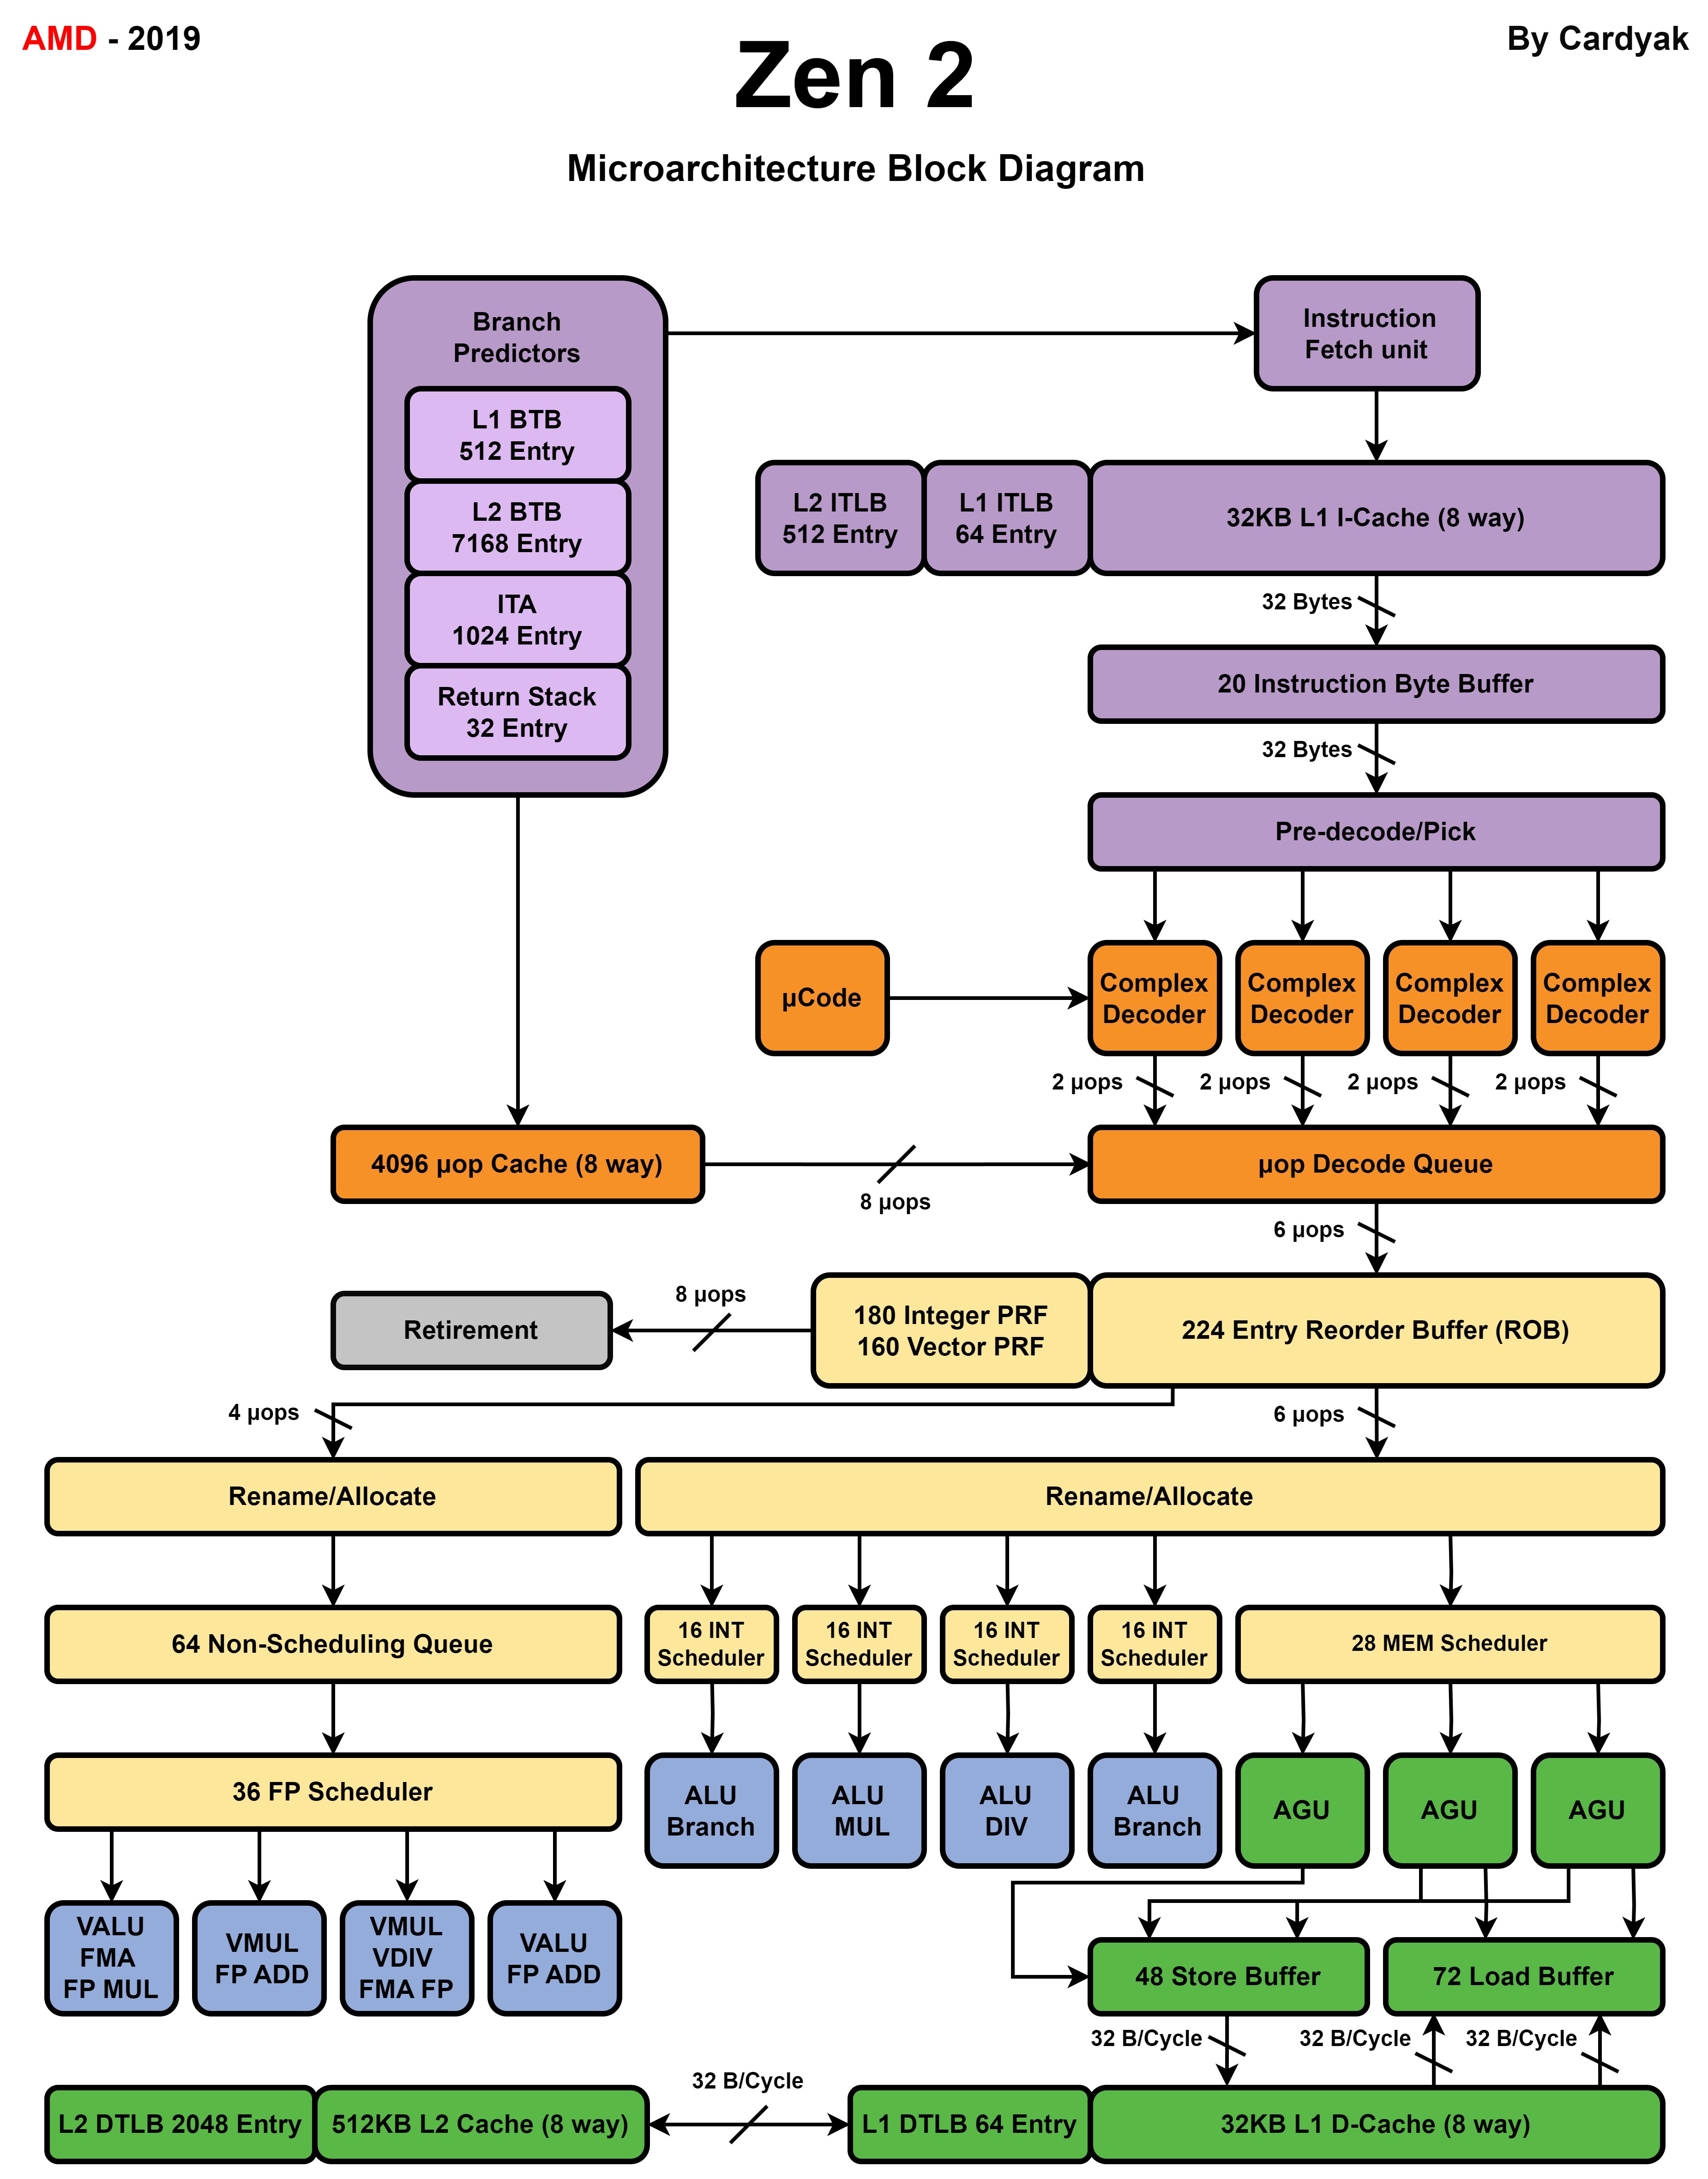 AMD - 2019
By Cardyak
Zen 2
Microarchitecture Block Diagram
Branch
Predictors
L1 BTB
512 Entry
L2 BTB
7168 Entry
ITA
1024 Entry
Return Stack
32 Entry
Instruction
Fetch unit
L2 ITLB
512 Entry
L1 ITLB
64 Entry
32KB L1 I-Cache (8 way)
32 Bytes
20 Instruction Byte Buffer
32 Bytes
Pre-decode/Pick
µCode
Complex
Decoder
Complex
Decoder
Complex
Decoder
Complex
Decoder
2 µops
2 µops
2 µops
2 µops
4096 µop Cache (8 way)
8 µops
µop Decode Queue
6 µops
Retirement
8 µops
180 Integer PRF
160 Vector PRF
224 Entry Reorder Buffer (ROB)
4 µops
6 µops
Rename/Allocate
Rename/Allocate
64 Non-Scheduling Queue
16 INT
Scheduler
16 INT
Scheduler
16 INT
Scheduler
16 INT
Scheduler
28 MEM Scheduler
36 FP Scheduler
ALU
Branch
ALU
MUL
ALU
DIV
ALU
Branch
AGU
AGU
AGU
VALU
FMA
FP MUL
VMUL
FP ADD
VMUL
VDIV
FMA FP
VALU
FP ADD
48 Store Buffer
72 Load Buffer
32 B/Cycle
32 B/Cycle
32 B/Cycle
L2 DTLB 2048 Entry
512KB L2 Cache (8 way)
32 B/Cycle
L1 DTLB 64 Entry
32KB L1 D-Cache (8 way)